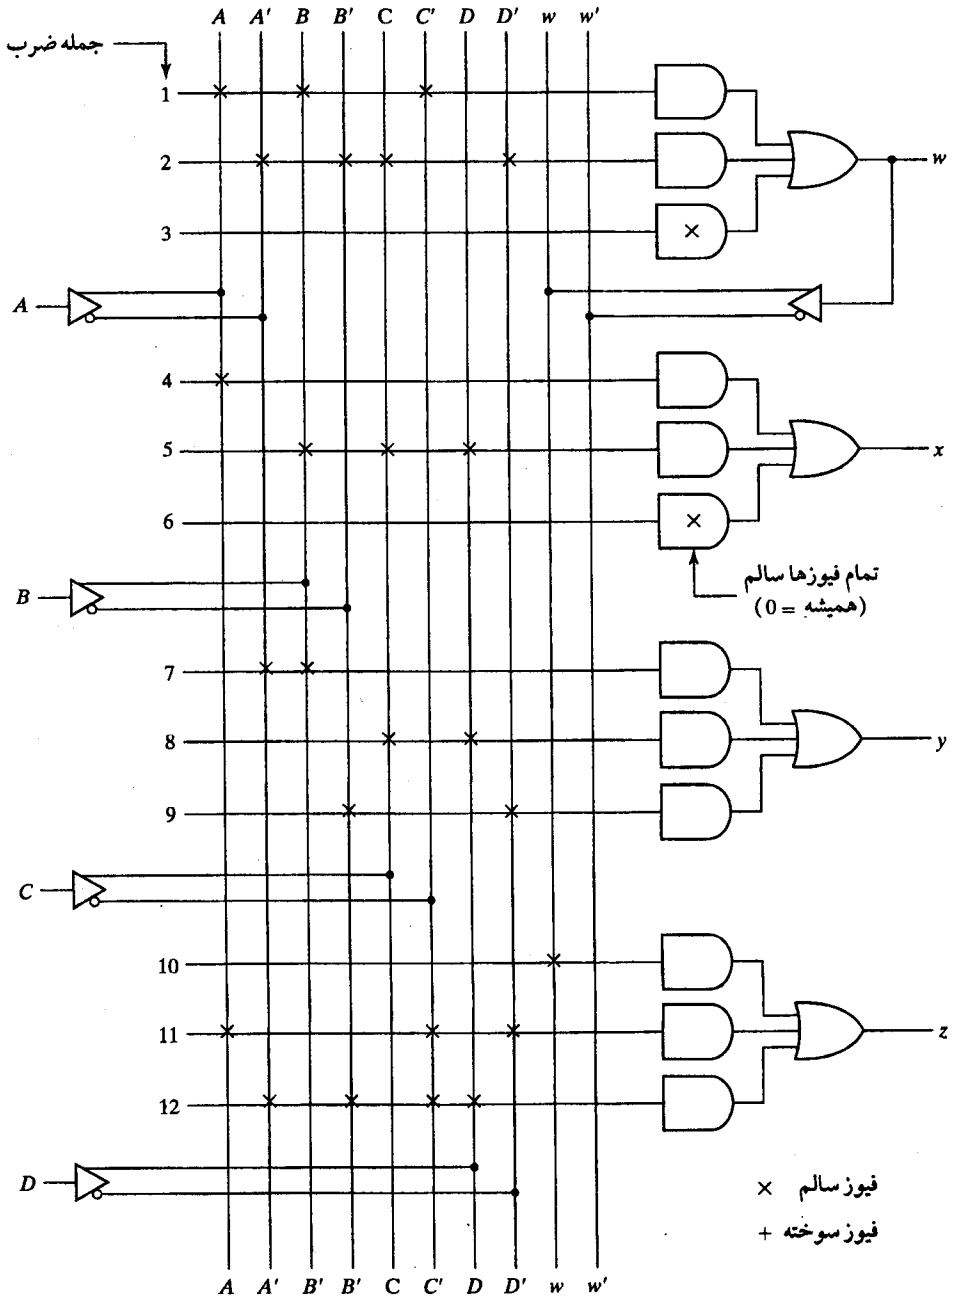 A A' B B' C C' D D' w w'
جمله ضرب
1
2
w
3
A
4
5
x
6
تمام فیوزها سالم
(همیشه = 0)
B
7
8
y
9
C
10
11
z
12
D
× فیوز سالم
+ فیوز سوخته
A A' B' B' C C' D D' w w'